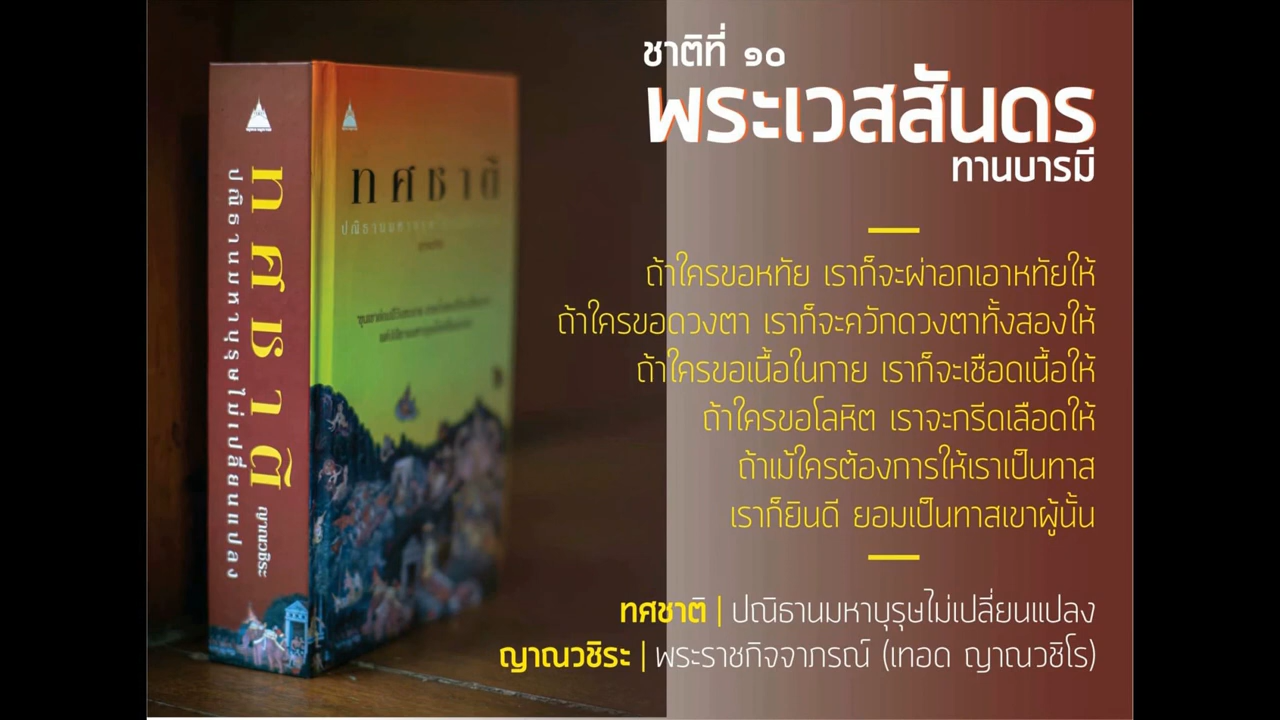 ชาติที่ ๑๐
พระเวสสันดร
ทานบารมี
ถ้าใครขอหทัย เราก็จะผ่าอกเอาหทัยให้
ถ้าใครขอดวงตา เราก็จะควักดวงตาทั้งสองให้
ถ้าใครขอเนื้อในกาย เราก็จะเชือดเนื้อให้
ถ้าใครขอโลหิต เราจะกรีดเลือดให้
ถ้าแม้ใครต้องการให้เราเป็นทาส
เราก็ยินดี ยอมเป็นทาสเขาผู้นั้น
ทศชาติ | ปณิธานมหาบุรุษไม่เปลี่ยนแปลง
ญาณวชิระ | พระราชกิจจาภรณ์ (เทอด ญาณวชิโร)
ทศชาติ
ปณิธานมหาบุรุษไม่เปลี่ยนแปลง
ญาณวชิระ
ทศชาติ
ปณิธานมหา